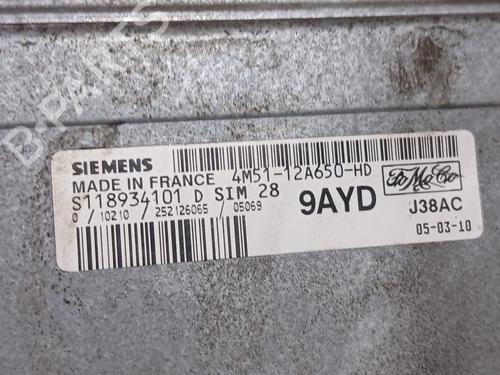 B-PARTS
SIEMENS
MADE IN FRANCE 4M51-12A650-HD
S118934101 D SIM 28
0 / 10210 / 252126065 / 05069
9AYD
FoMoCo
J38AC
05-03-10